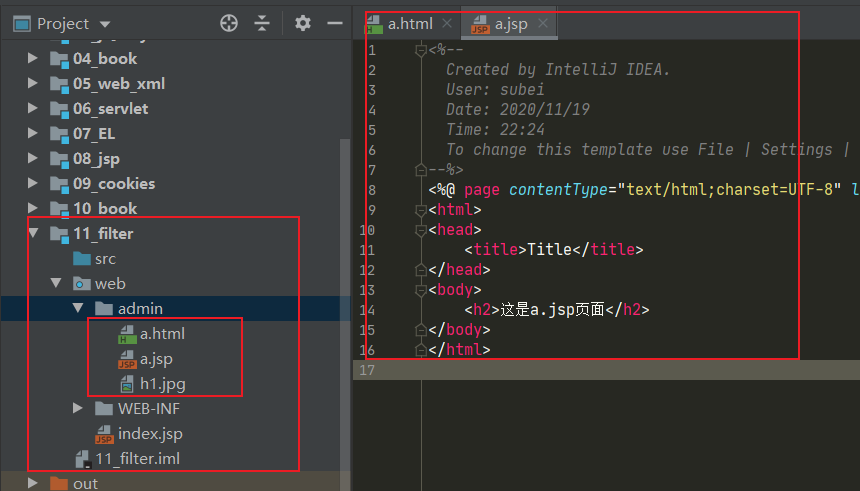 Project
04_book
05_web_xml
06_servlet
07_EL
08_jsp
09_cookies
10_book
11_filter
src
web
admin
a.html
a.jsp
h1.jpg
WEB-INF
index.jsp
11_filter.iml
out
a.html
a.jsp
1 <%--
2 Created by IntelliJ IDEA.
3 User: subei
4 Date: 2020/11/19
5 Time: 22:24
6 To change this template use File | Settings |
7 --%>
8 <%@ page contentType="text/html;charset=UTF-8" l
9 <html>
10 <head>
11 <title>Title</title>
12 </head>
13 <body>
14 <h2>这是a.jsp页面</h2>
15 </body>
16 </html>
17